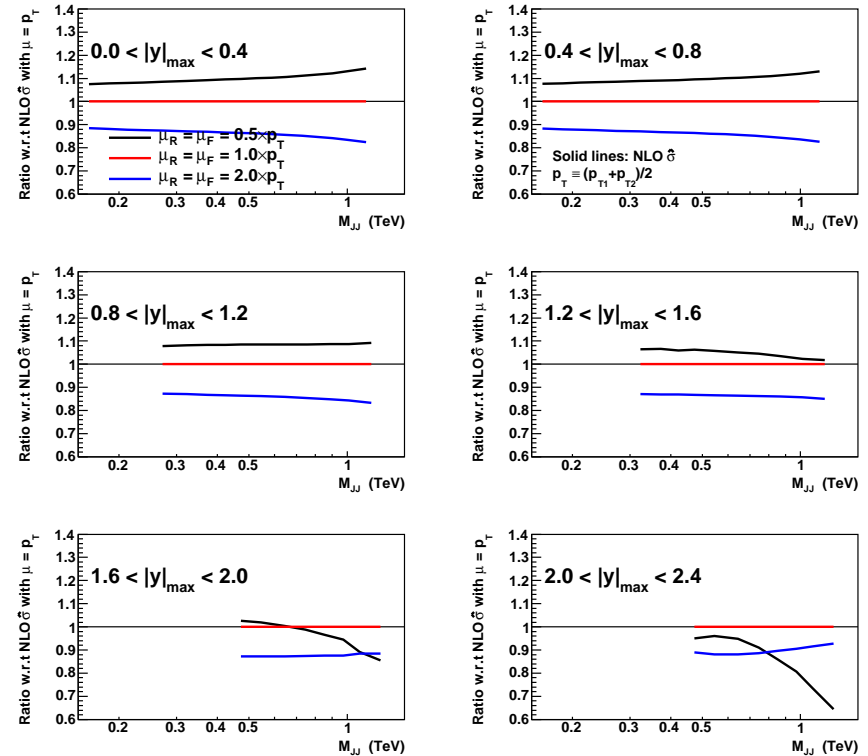 Ratio w.r.t NLO σ̂ with μ = p_T
1.4
1.3
1.2
1.1
1
0.9
0.8
0.7
0.6
0.0 < |y|_max < 0.4
μ_R = μ_F = 0.5×p_T
μ_R = μ_F = 1.0×p_T
μ_R = μ_F = 2.0×p_T
0.2 0.3 0.4 0.5 1
M_JJ (TeV)
Ratio w.r.t NLO σ̂ with μ = p_T
1.4
1.3
1.2
1.1
1
0.9
0.8
0.7
0.6
0.4 < |y|_max < 0.8
Solid lines: NLO σ̂
p_T ≡ (p_T1+p_T2)/2
0.2 0.3 0.4 0.5 1
M_JJ (TeV)
Ratio w.r.t NLO σ̂ with μ = p_T
1.4
1.3
1.2
1.1
1
0.9
0.8
0.7
0.6
0.8 < |y|_max < 1.2
0.2 0.3 0.4 0.5 1
M_JJ (TeV)
Ratio w.r.t NLO σ̂ with μ = p_T
1.4
1.3
1.2
1.1
1
0.9
0.8
0.7
0.6
1.2 < |y|_max < 1.6
0.2 0.3 0.4 0.5 1
M_JJ (TeV)
Ratio w.r.t NLO σ̂ with μ = p_T
1.4
1.3
1.2
1.1
1
0.9
0.8
0.7
0.6
1.6 < |y|_max < 2.0
0.2 0.3 0.4 0.5 1
M_JJ (TeV)
Ratio w.r.t NLO σ̂ with μ = p_T
1.4
1.3
1.2
1.1
1
0.9
0.8
0.7
0.6
2.0 < |y|_max < 2.4
0.2 0.3 0.4 0.5 1
M_JJ (TeV)